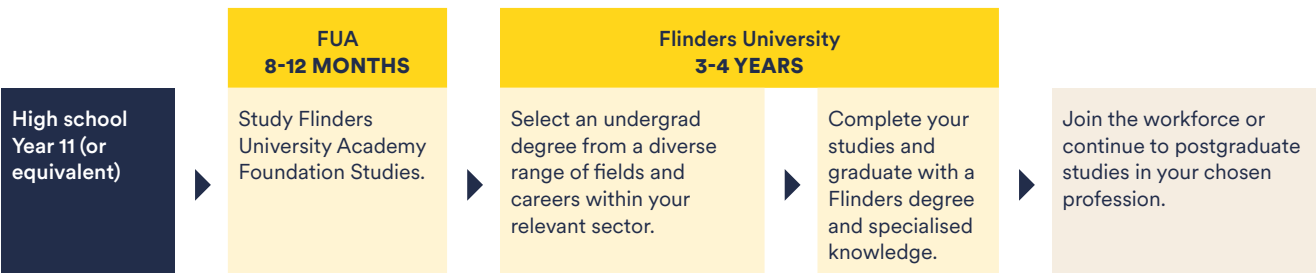 FUA
8-12 MONTHS
Flinders University
3-4 YEARS
High school
Year 11 (or
equivalent)
Study Flinders
University Academy
Foundation Studies.
Select an undergrad
degree from a diverse
range of fields and
careers within your
relevant sector.
Complete your
studies and
graduate with a
Flinders degree
and specialised
knowledge.
Join the workforce or
continue to postgraduate
studies in your chosen
profession.